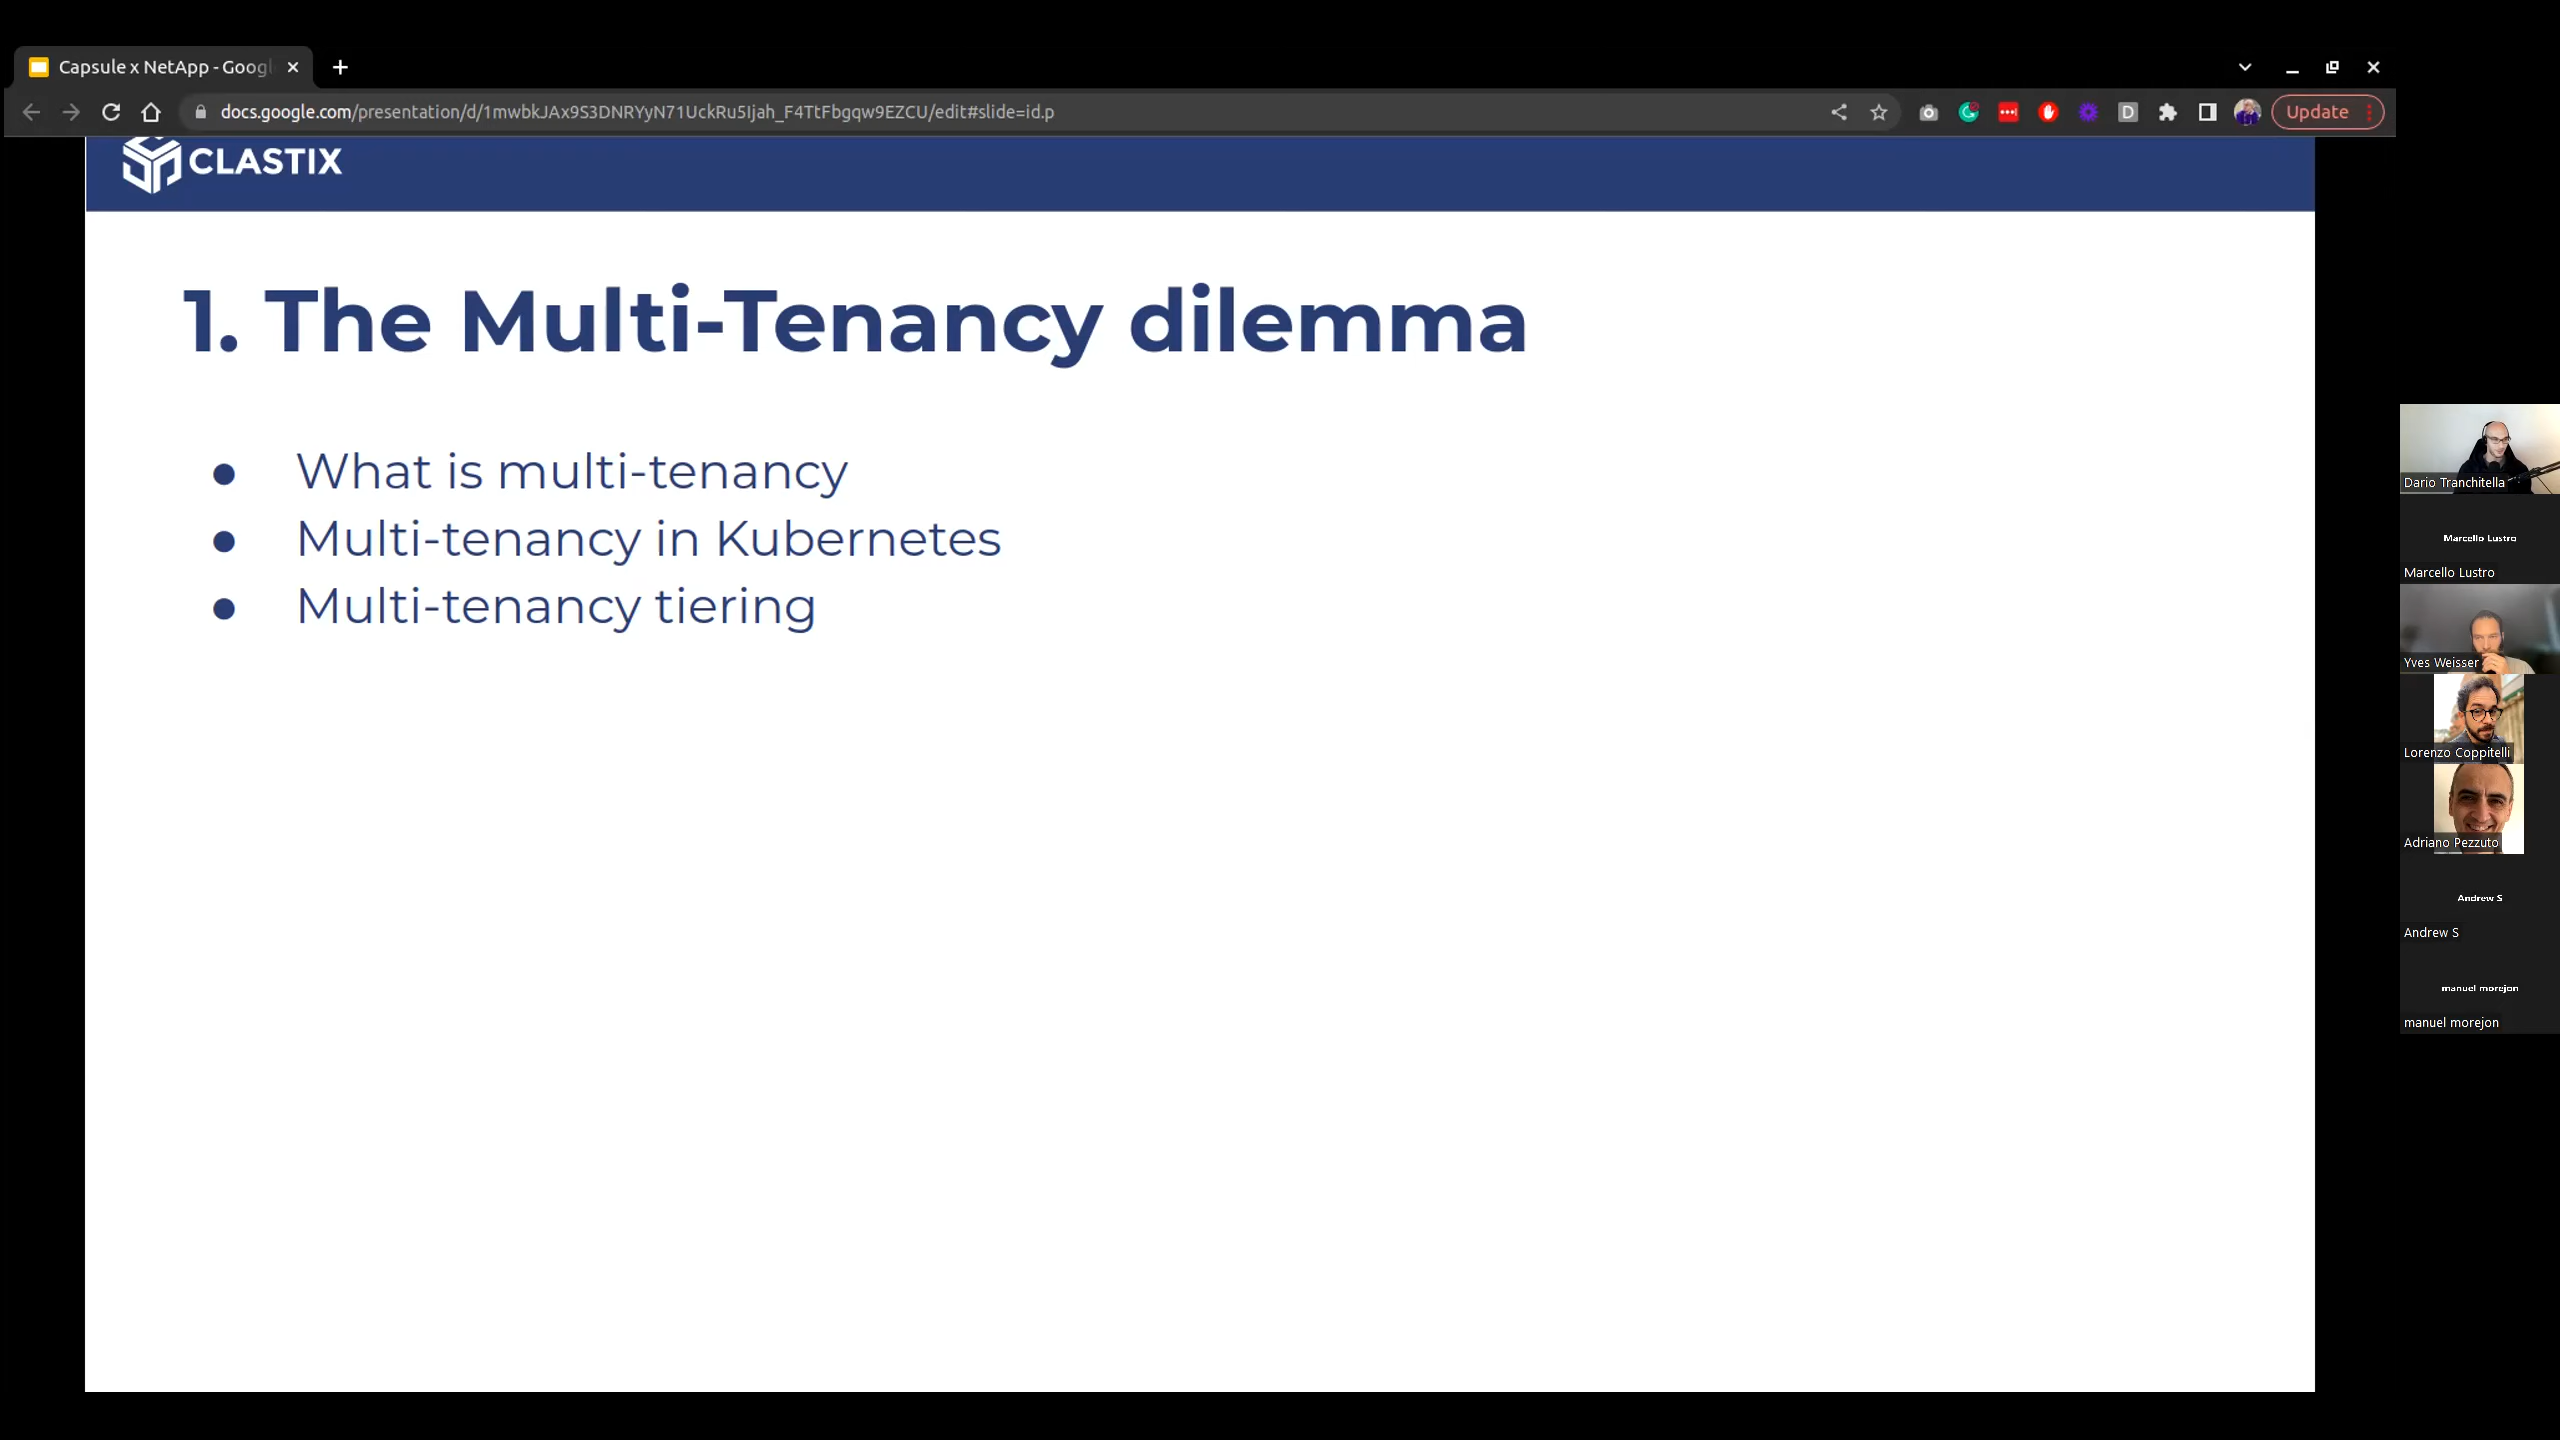 Capsule x NetApp - Googl
docs.google.com/presentation/d/1mwbkJAx9S3DNRYyN71UckRu5Ijah_F4TtFbgqw9EZCU/edit#slide=id.p
Update
CLASTIX
1. The Multi-Tenancy dilemma
● What is multi-tenancy
● Multi-tenancy in Kubernetes
● Multi-tenancy tiering
Dario Tranchitella
Marcello Lustro
Marcello Lustro
Yves Weisser
Lorenzo Coppitelli
Adriano Pezzuto
Andrew S
Andrew S
manuel morejon
manuel morejon